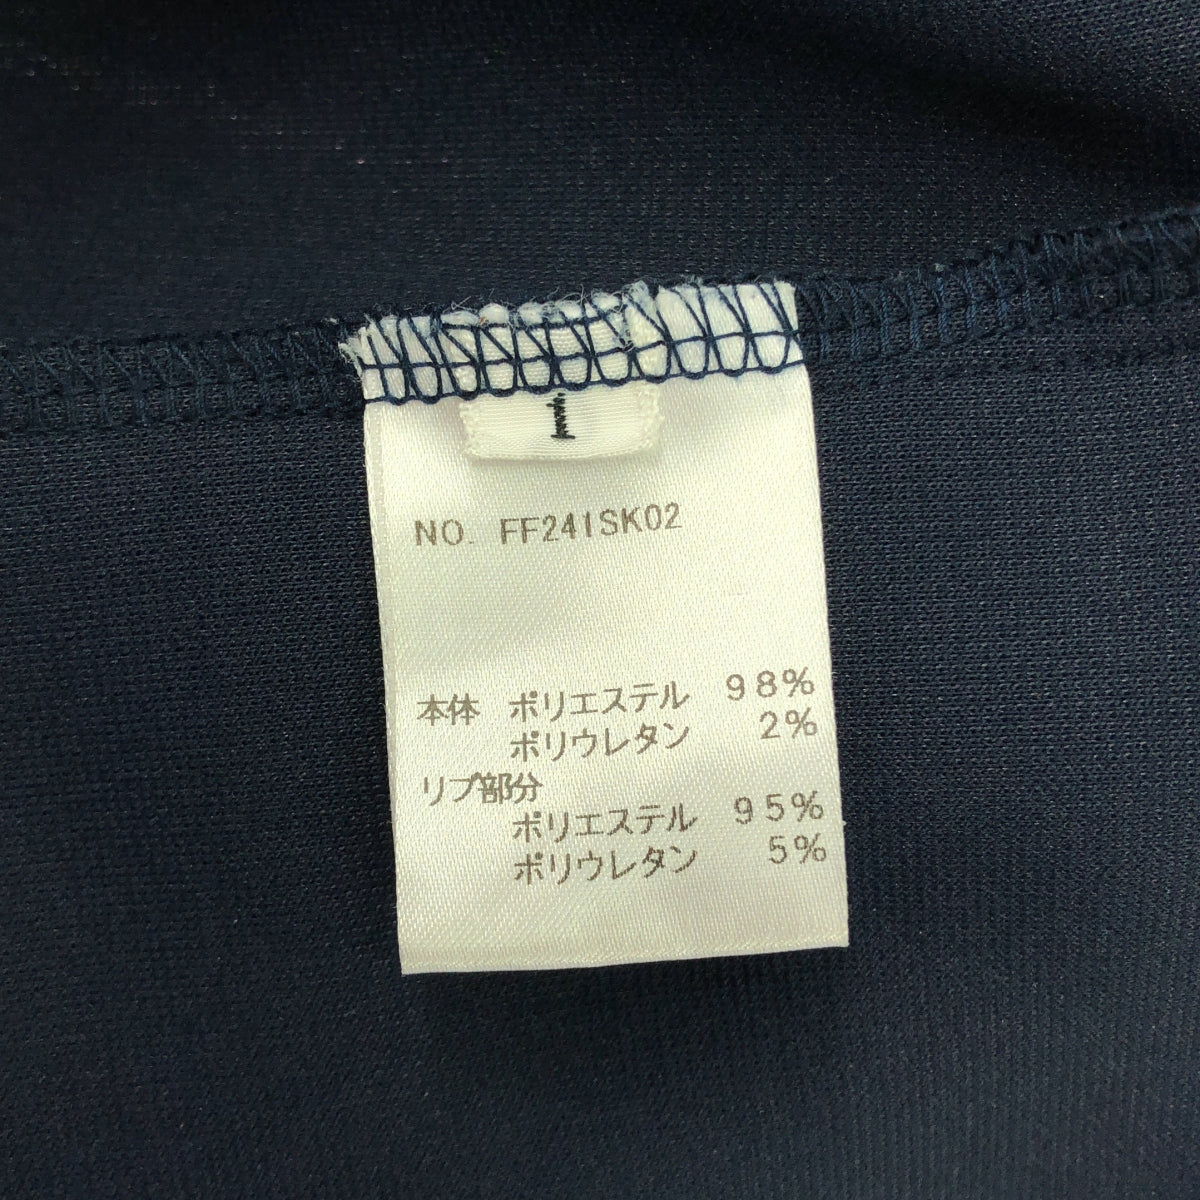 1
NO. FF241SK02
本体 ポリエステル 98%
ポリウレタン 2%
リブ部分
ポリエステル 95%
ポリウレタン 5%